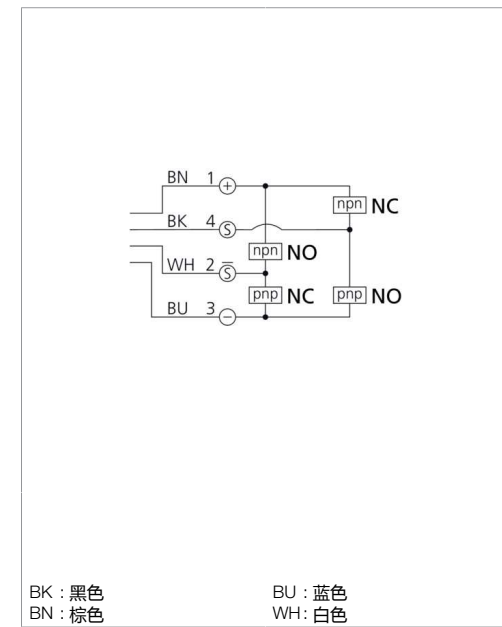 BN 1 +
npn NC
BK 4 S
npn NO
WH 2 S̅
pnp NC pnp NO
BU 3 −
BK : 黑色 BU : 蓝色
BN : 棕色 WH : 白色